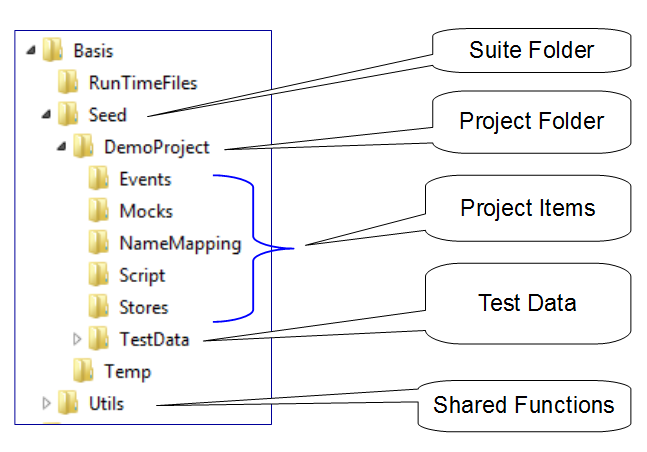 Basis
RunTimeFiles
Seed
DemoProject
Events
Mocks
NameMapping
Script
Stores
TestData
Temp
Utils
Suite Folder
Project Folder
Project Items
Test Data
Shared Functions